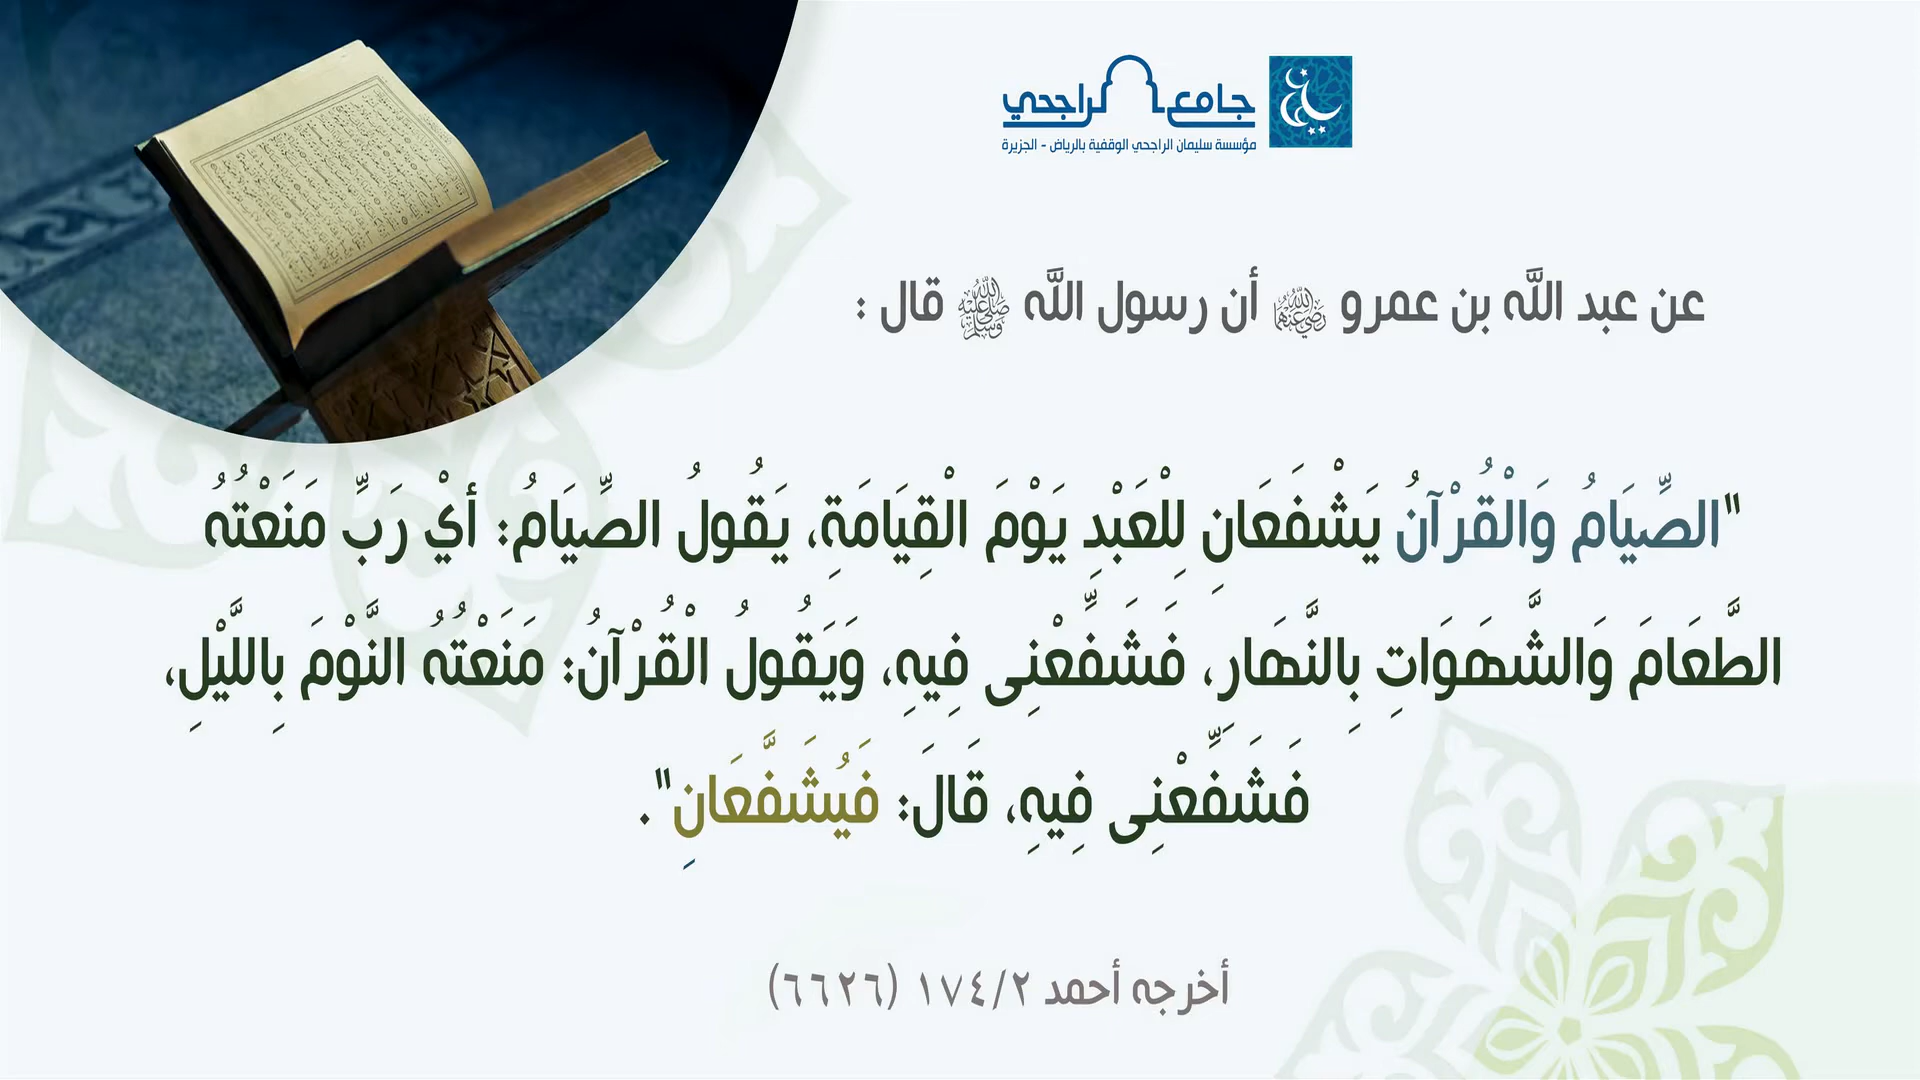 جامع الراجحي
مؤسسة سليمان الراجحي الوقفية بالرياض - الجزيرة
عن عبد الله بن عمرو رضي الله عنهما أن رسول الله ﷺ قال :
"الصِّيَامُ وَالْقُرْآنُ يَشْفَعَانِ لِلْعَبْدِ يَوْمَ الْقِيَامَةِ، يَقُولُ الصِّيَامُ: أيْ رَبِّ مَنَعْتُهُ
الطَّعَامَ وَالشَّهَوَاتِ بِالنَّهَارِ، فَشَفِّعْنِى فِيهِ، وَيَقُولُ الْقُرْآنُ: مَنَعْتُهُ النَّوْمَ بِاللَّيْلِ،
فَشَفِّعْنِى فِيهِ، قَالَ: فَيُشَفَّعَانِ".
أخرجه أحمد ١٧٤/٢ (٦٦٢٦)